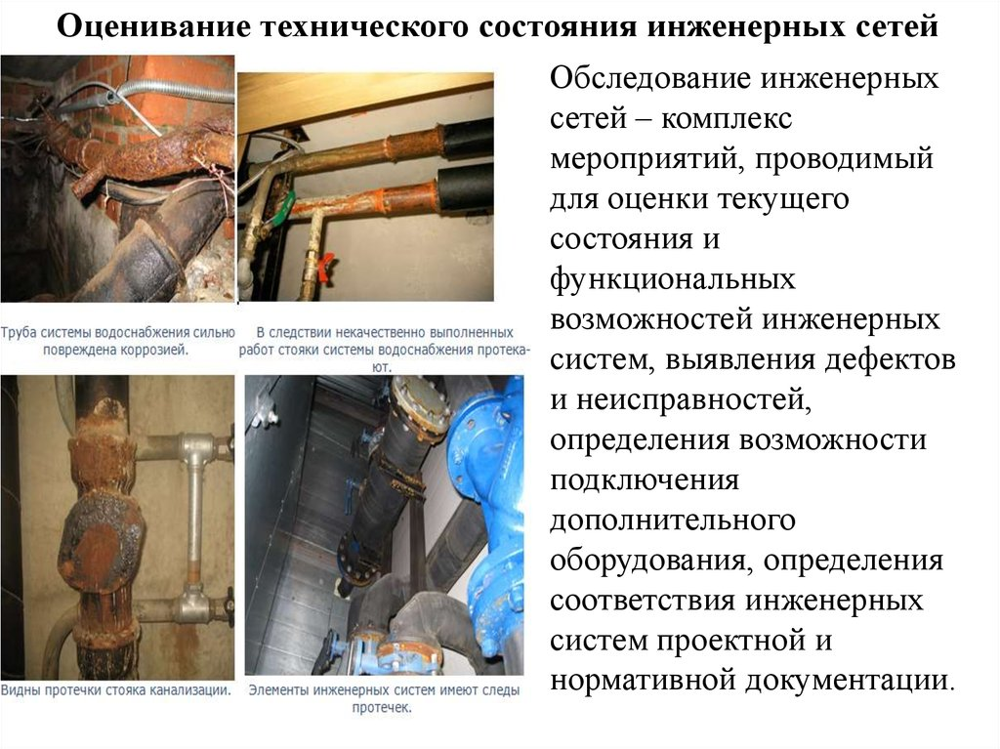 Оценивание технического состояния инженерных сетей
Труба системы водоснабжения сильно
повреждена коррозией.
В следствии некачественно выполненных
работ стояки системы водоснабжения протека-
ют.
Видны протечки стояка канализации.
Элементы инженерных систем имеют следы
протечек.
Обследование инженерных
сетей – комплекс
мероприятий, проводимый
для оценки текущего
состояния и
функциональных
возможностей инженерных
систем, выявления дефектов
и неисправностей,
определения возможности
подключения
дополнительного
оборудования, определения
соответствия инженерных
систем проектной и
нормативной документации.